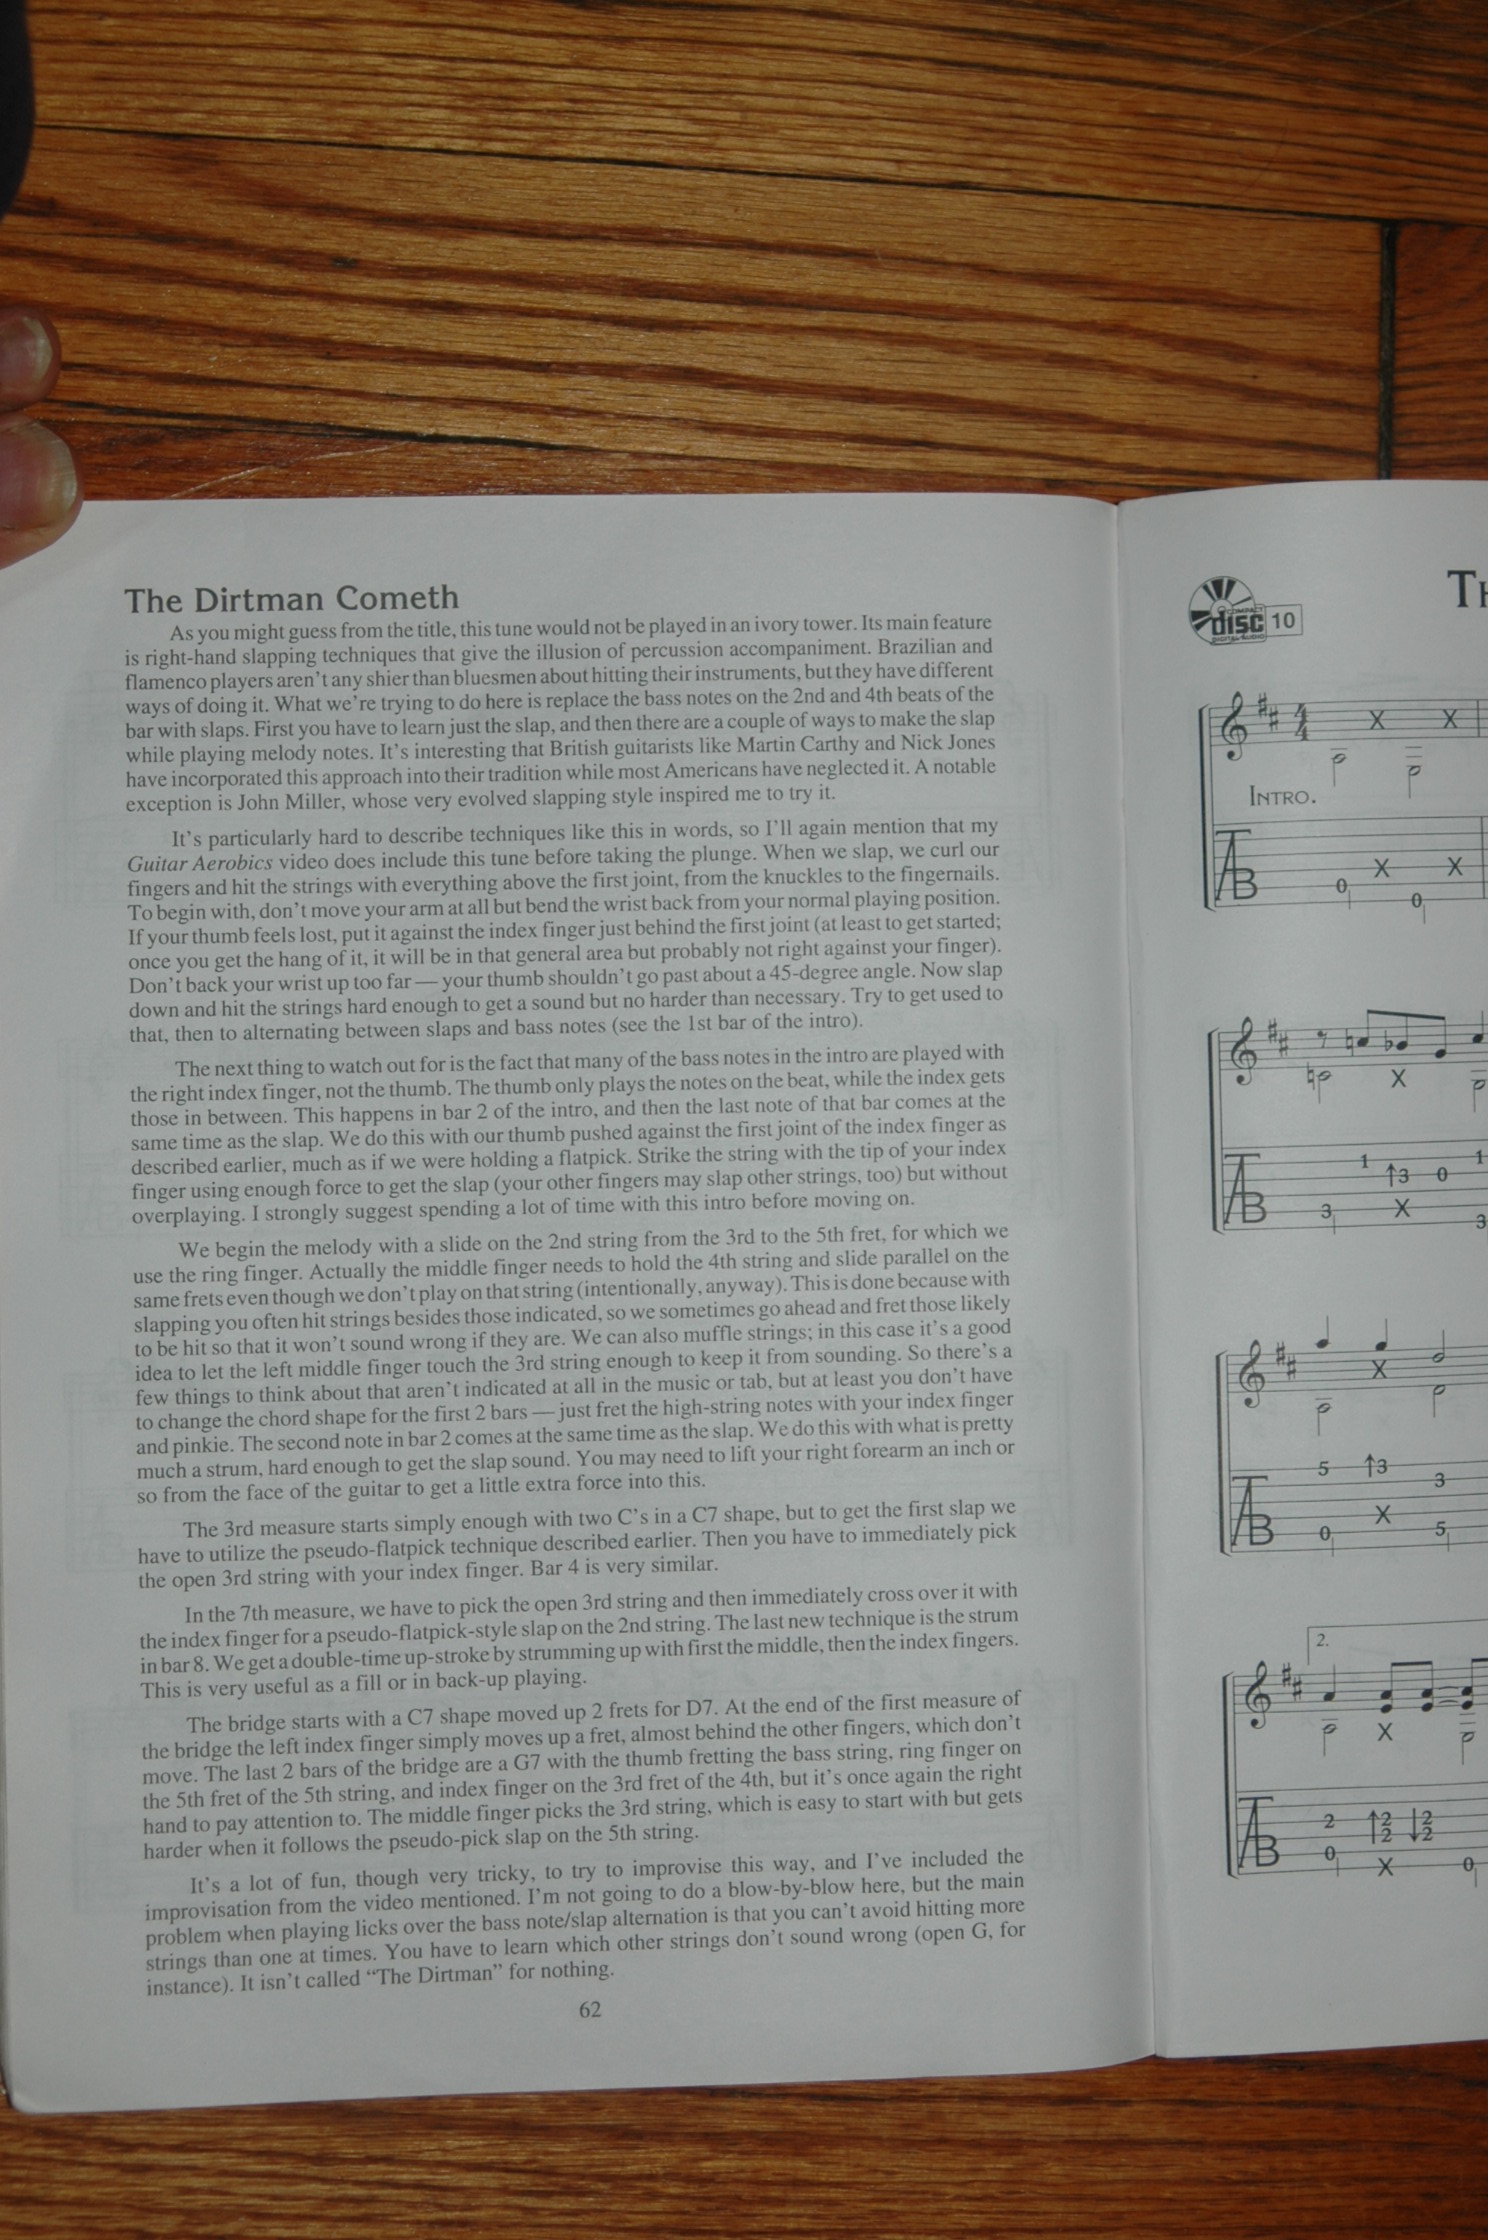 The Dirtman Cometh
As you might guess from the title, this tune would not be played in an ivory tower. Its main feature
is right-hand slapping techniques that give the illusion of percussion accompaniment. Brazilian and
flamenco players aren't any shier than bluesmen about hitting their instruments, but they have different
ways of doing it. What we're trying to do here is replace the bass notes on the 2nd and 4th beats of the
bar with slaps. First you have to learn just the slap, and then there are a couple of ways to make the slap
while playing melody notes. It's interesting that British guitarists like Martin Carthy and Nick Jones
have incorporated this approach into their tradition while most Americans have neglected it. A notable
exception is John Miller, whose very evolved slapping style inspired me to try it.
It's particularly hard to describe techniques like this in words, so I'll again mention that my
Guitar Aerobics video does include this tune before taking the plunge. When we slap, we curl our
fingers and hit the strings with everything above the first joint, from the knuckles to the fingernails.
To begin with, don't move your arm at all but bend the wrist back from your normal playing position.
If your thumb feels lost, put it against the index finger just behind the first joint (at least to get started;
once you get the hang of it, it will be in that general area but probably not right against your finger).
Don't back your wrist up too far — your thumb shouldn't go past about a 45-degree angle. Now slap
down and hit the strings hard enough to get a sound but no harder than necessary. Try to get used to
that, then to alternating between slaps and bass notes (see the 1st bar of the intro).
The next thing to watch out for is the fact that many of the bass notes in the intro are played with
the right index finger, not the thumb. The thumb only plays the notes on the beat, while the index gets
those in between. This happens in bar 2 of the intro, and then the last note of that bar comes at the
same time as the slap. We do this with our thumb pushed against the first joint of the index finger as
described earlier, much as if we were holding a flatpick. Strike the string with the tip of your index
finger using enough force to get the slap (your other fingers may slap other strings, too) but without
overplaying. I strongly suggest spending a lot of time with this intro before moving on.
We begin the melody with a slide on the 2nd string from the 3rd to the 5th fret, for which we
use the ring finger. Actually the middle finger needs to hold the 4th string and slide parallel on the
same frets even though we don't play on that string (intentionally, anyway). This is done because with
slapping you often hit strings besides those indicated, so we sometimes go ahead and fret those likely
to be hit so that it won't sound wrong if they are. We can also muffle strings; in this case it's a good
idea to let the left middle finger touch the 3rd string enough to keep it from sounding. So there's a
few things to think about that aren't indicated at all in the music or tab, but at least you don't have
to change the chord shape for the first 2 bars — just fret the high-string notes with your index finger
and pinkie. The second note in bar 2 comes at the same time as the slap. We do this with what is pretty
much a strum, hard enough to get the slap sound. You may need to lift your right forearm an inch or
so from the face of the guitar to get a little extra force into this.
The 3rd measure starts simply enough with two C's in a C7 shape, but to get the first slap we
have to utilize the pseudo-flatpick technique described earlier. Then you have to immediately pick
the open 3rd string with your index finger. Bar 4 is very similar.
In the 7th measure, we have to pick the open 3rd string and then immediately cross over it with
the index finger for a pseudo-flatpick-style slap on the 2nd string. The last new technique is the strum
in bar 8. We get a double-time up-stroke by strumming up with first the middle, then the index fingers.
This is very useful as a fill or in back-up playing.
The bridge starts with a C7 shape moved up 2 frets for D7. At the end of the first measure of
the bridge the left index finger simply moves up a fret, almost behind the other fingers, which don't
move. The last 2 bars of the bridge are a G7 with the thumb fretting the bass string, ring finger on
the 5th fret of the 5th string, and index finger on the 3rd fret of the 4th, but it's once again the right
hand to pay attention to. The middle finger picks the 3rd string, which is easy to start with but gets
harder when it follows the pseudo-pick slap on the 5th string.
It's a lot of fun, though very tricky, to try to improvise this way, and I've included the
improvisation from the video mentioned. I'm not going to do a blow-by-blow here, but the main
problem when playing licks over the bass note/slap alternation is that you can't avoid hitting more
strings than one at times. You have to learn which other strings don't sound wrong (open G, for
instance). It isn't called “The Dirtman” for nothing.
62
TH
COMPACT
disc 10
DIGITAL AUDIO
4
4
X X
INTRO.
TAB
X X
0 0
X
TAB
1 ↑3 0 1
3 X 3
X
TAB
5 ↑3 3
0 X 5
2.
X
TAB
2 ↑2 ↓2
2 2
0 X 0